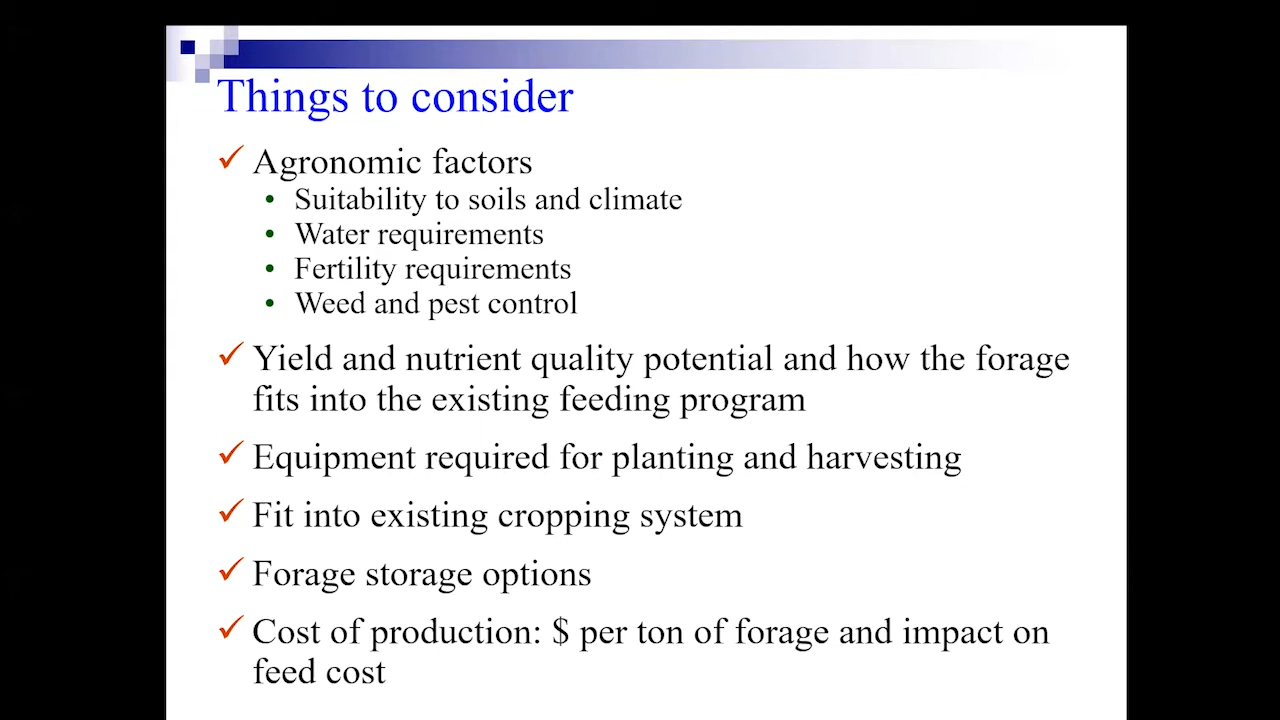 Things to consider
Agronomic factors
Suitability to soils and climate
Water requirements
Fertility requirements
Weed and pest control
Yield and nutrient quality potential and how the forage
fits into the existing feeding program
Equipment required for planting and harvesting
Fit into existing cropping system
Forage storage options
Cost of production: $ per ton of forage and impact on
feed cost